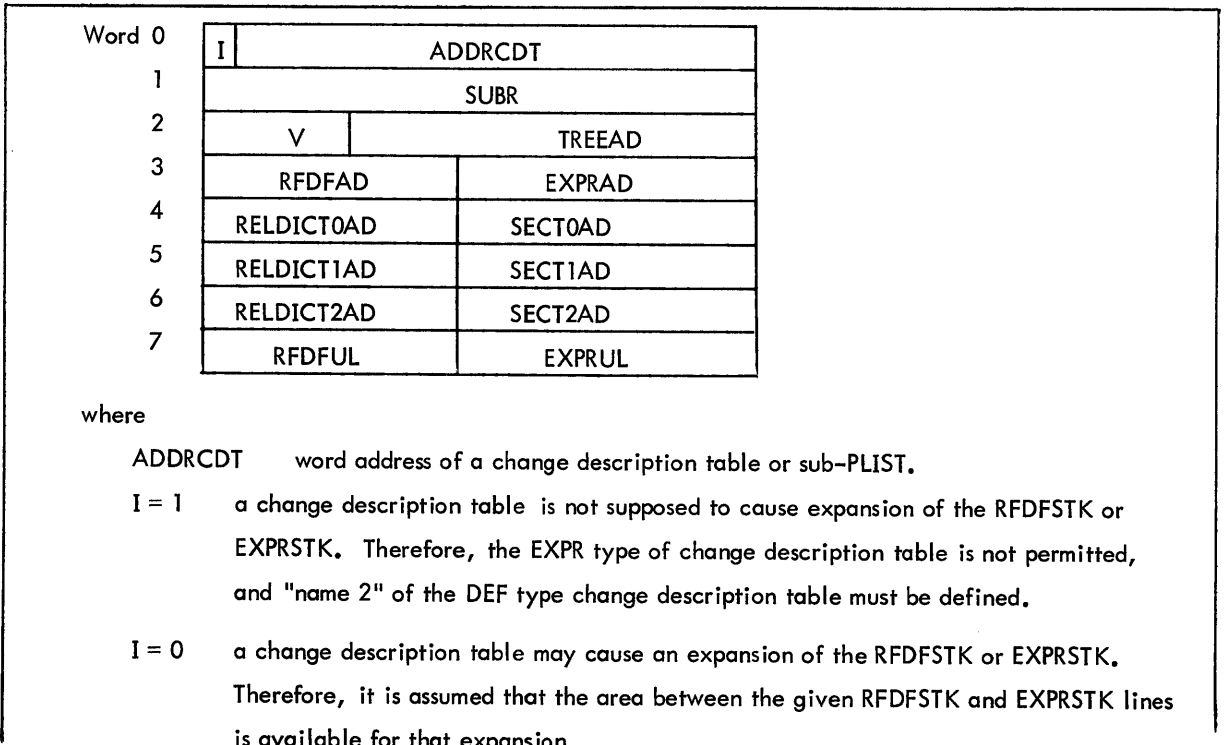 Word 0 I ADDRCDT
1 SUBR
2 V TREEAD
3 RFDFAD EXPRAD
4 RELDICT0AD SECT0AD
5 RELDICT1AD SECT1AD
6 RELDICT2AD SECT2AD
7 RFDFUL EXPRUL
where
ADDRCDT word address of a change description table or sub-PLIST.
I = 1 a change description table is not supposed to cause expansion of the RFDFSTK or
EXPRSTK. Therefore, the EXPR type of change description table is not permitted,
and "name 2" of the DEF type change description table must be defined.
I = 0 a change description table may cause an expansion of the RFDFSTK or EXPRSTK.
Therefore, it is assumed that the area between the given RFDFSTK and EXPRSTK lines
is available for that expansion